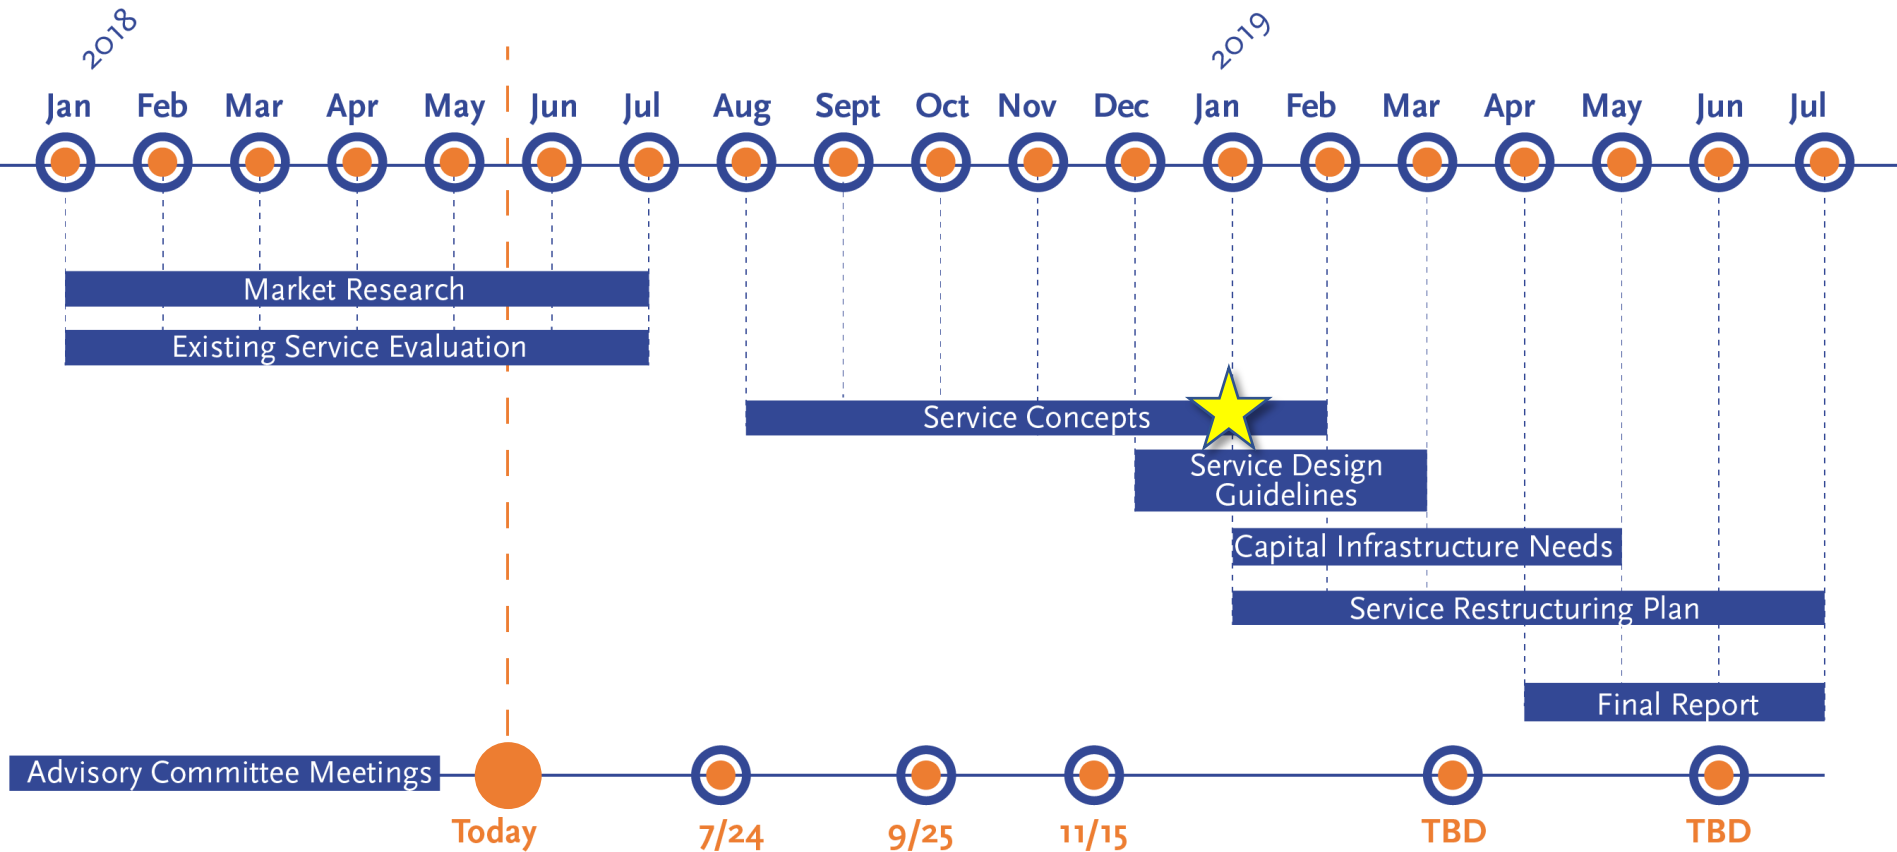 2018
2019
Jan Feb Mar Apr May Jun Jul Aug Sept Oct Nov Dec Jan Feb Mar Apr May Jun Jul
Market Research
Existing Service Evaluation
Service Concepts
Service Design
Guidelines
Capital Infrastructure Needs
Service Restructuring Plan
Final Report
Advisory Committee Meetings
Today 7/24 9/25 11/15 TBD TBD